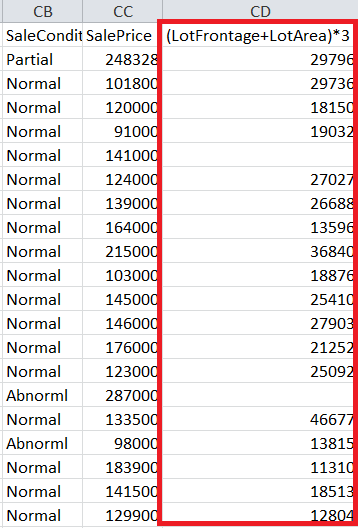 CB CC CD
SaleCondit SalePrice (LotFrontage+LotArea)*3
Partial 248328 29796
Normal 101800 29736
Normal 120000 18150
Normal 91000 19032
Normal 141000
Normal 124000 27027
Normal 139000 26688
Normal 164000 13596
Normal 215000 36840
Normal 103000 18876
Normal 145000 25410
Normal 146000 27903
Normal 176000 21252
Normal 123000 25092
Abnorml 287000
Normal 133500 46677
Abnorml 98000 13815
Normal 183900 11310
Normal 141500 18513
Normal 129900 12804